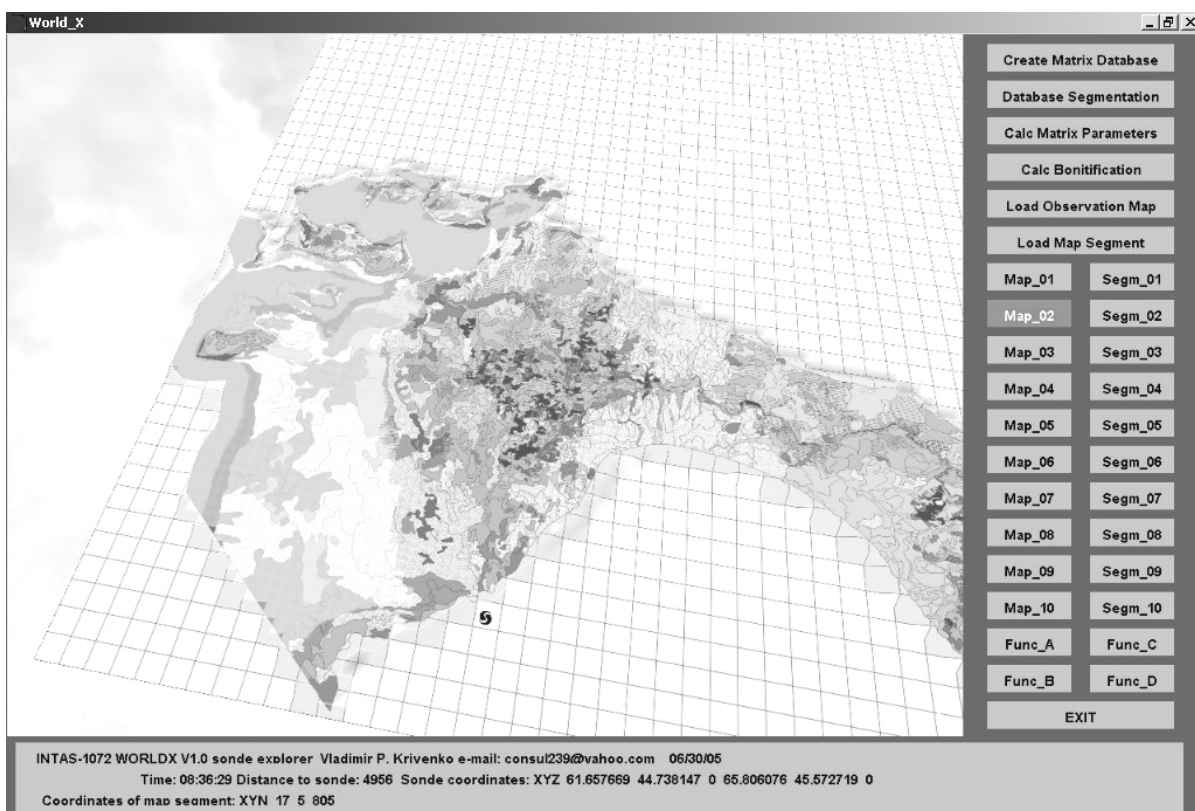 World_X
Create Matrix Database
Database Segmentation
Calc Matrix Parameters
Calc Bonitification
Load Observation Map
Load Map Segment
Map_01 Segm_01
Map_02 Segm_02
Map_03 Segm_03
Map_04 Segm_04
Map_05 Segm_05
Map_06 Segm_06
Map_07 Segm_07
Map_08 Segm_08
Map_09 Segm_09
Map_10 Segm_10
Func_A Func_C
Func_B Func_D
EXIT
INTAS-1072 WORLDX V1.0 sonde explorer Vladimir P. Krivenko e-mail: consul239@yahoo.com 06/30/05
Time: 08:36:29 Distance to sonde: 4956 Sonde coordinates: XYZ 61.657669 44.738147 0 65.806076 45.572719 0
Coordinates of map segment: XYN 17 5 805